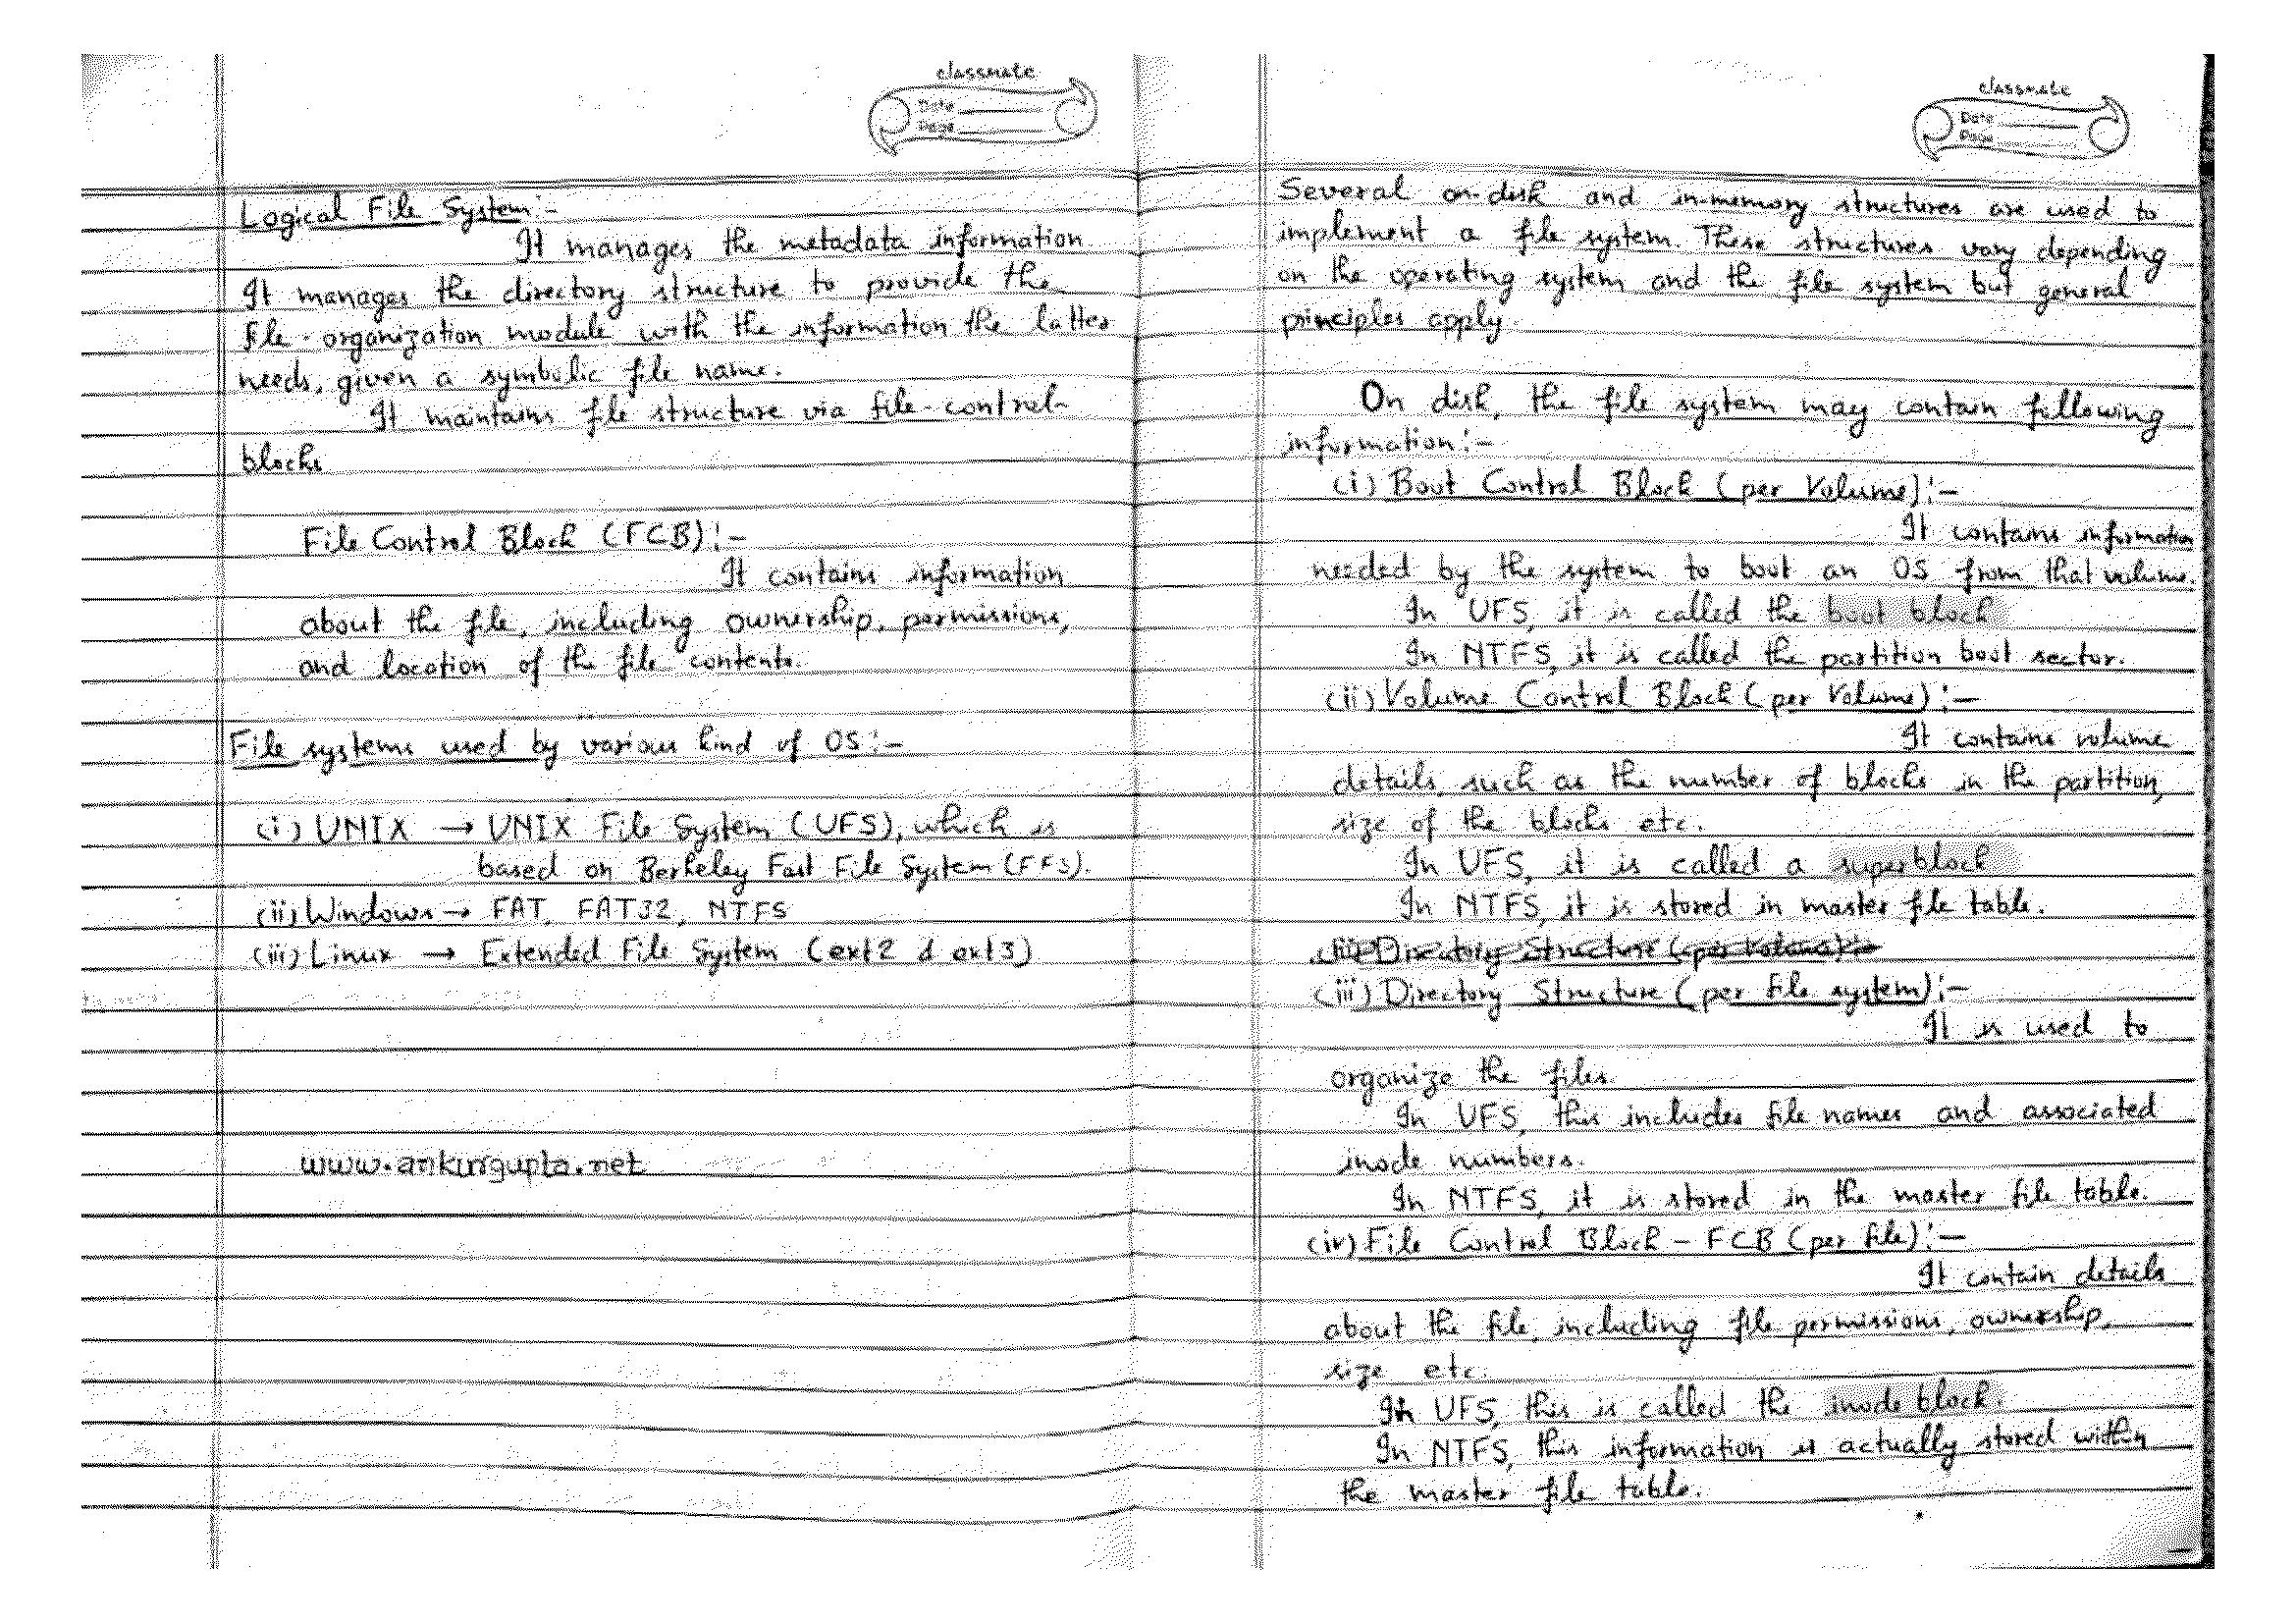 classmate
Date
Page
Logical File System:-
It manages the metadata information.
It manages the directory structure to provide the
file-organization module with the information the latter
needs, given a symbolic file name.
It maintains file structure via file-control-
blocks
File Control Block (FCB):-
It contains information
about the file, including ownership, permissions,
and location of the file contents.
File systems used by various kind of OS:-
(i) UNIX → UNIX File System (UFS), which is
based on Berkeley Fast File System (FFS).
(ii) Windows → FAT, FAT32, NTFS
(iii) Linux → Extended File System (ext2 & ext3)
www.ankurgupta.net
classmate
Date
Page
Several on-disk and in-memory structures are used to
implement a file system. These structures vary depending
on the operating system and the file system but general
principles apply.
On disk, the file system may contain following
information:-
(i) Boot Control Block (per Volume):-
It contains information
needed by the system to boot an OS from that volume.
In UFS, it is called the boot block
In NTFS, it is called the partition boot sector.
(ii) Volume Control Block (per Volume):-
It contains volume
details, such as the number of blocks in the partition,
size of the blocks etc.
In UFS, it is called a superblock
In NTFS, it is stored in master file table.
(iii) Directory Structure (per volume):-
(iii) Directory Structure (per file system):-
It is used to
organize the files.
In UFS, this includes file names and associated
inode numbers.
In NTFS, it is stored in the master file table.
(iv) File Control Block - FCB (per file):-
It contain details
about the file, including file permissions, ownership,
size etc.
In UFS, this is called the inode block.
In NTFS, this information is actually stored within
the master file table.